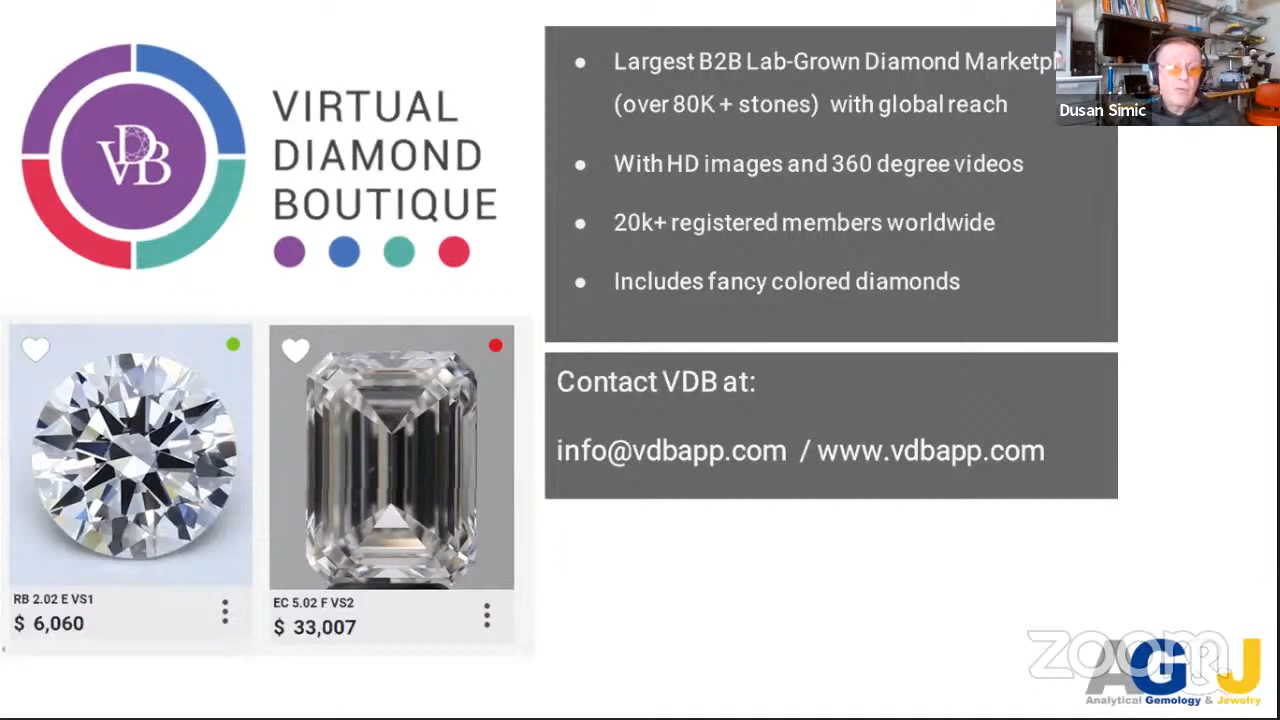 VDB
VIRTUAL
DIAMOND
BOUTIQUE
Largest B2B Lab-Grown Diamond Marketpl
(over 80K + stones) with global reach
With HD images and 360 degree videos
20k+ registered members worldwide
Includes fancy colored diamonds
Dusan Simic
Contact VDB at:
info@vdbapp.com / www.vdbapp.com
RB 2.02 E VS1
$ 6,060
EC 5.02 F VS2
$ 33,007
zoom
AGJ
Analytical Gemology & Jewelry